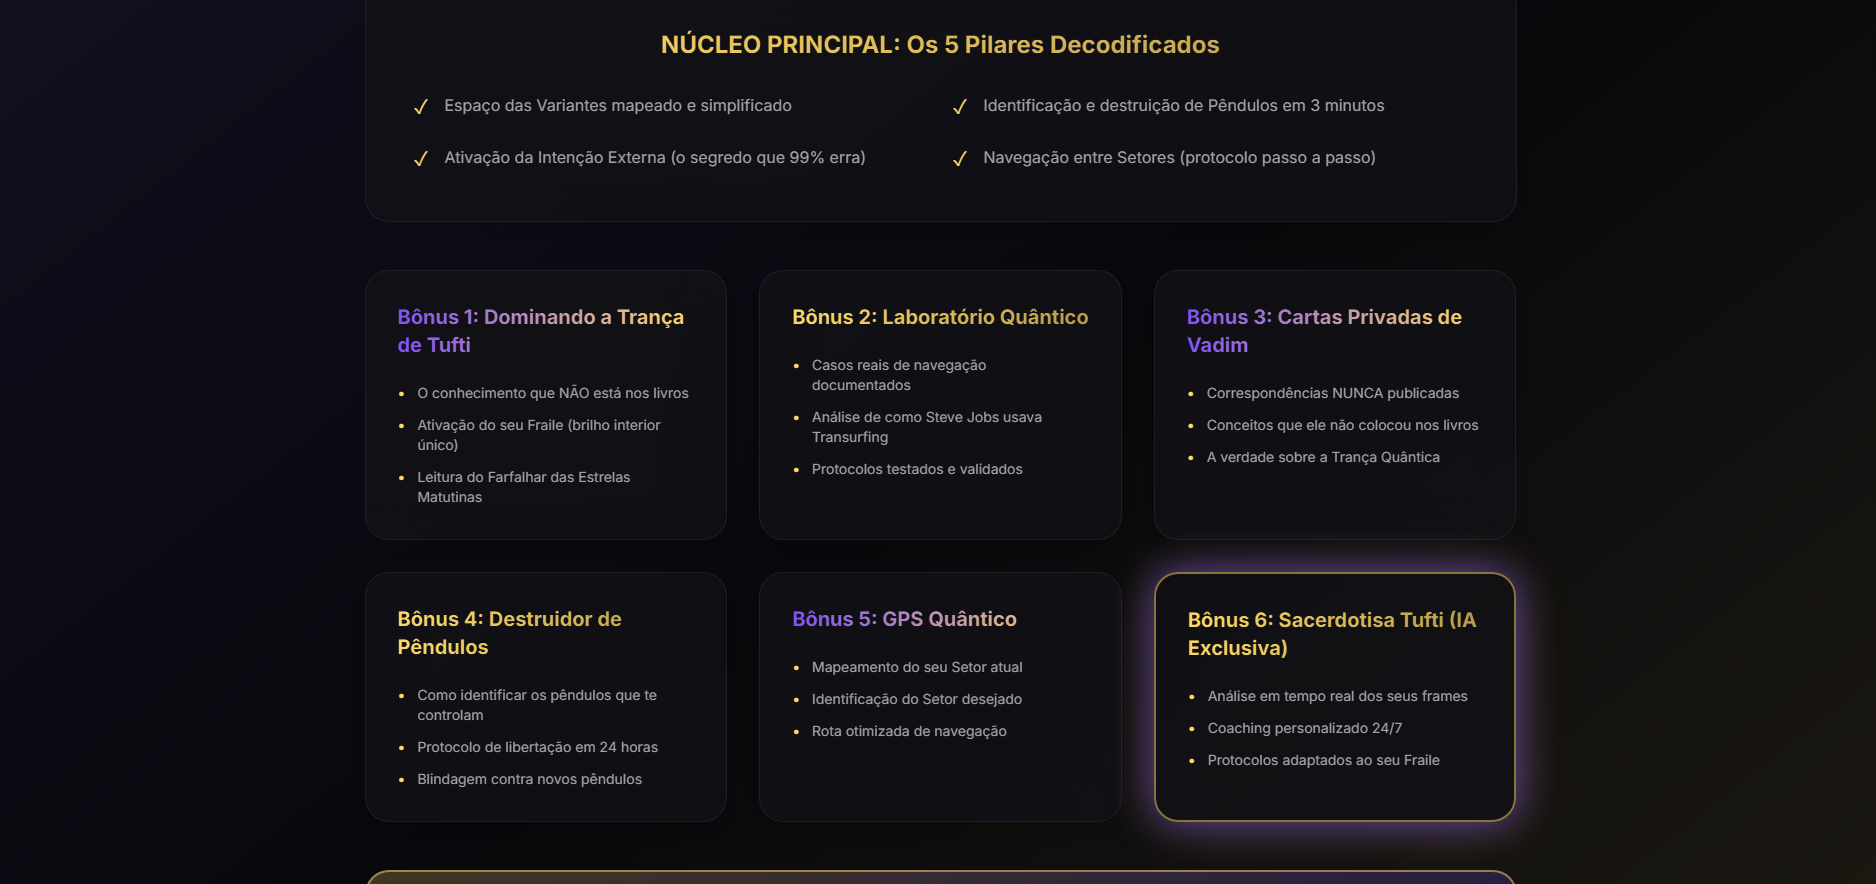 NÚCLEO PRINCIPAL: Os 5 Pilares Decodificados
✓ Espaço das Variantes mapeado e simplificado
✓ Identificação e destruição de Pêndulos em 3 minutos
✓ Ativação da Intenção Externa (o segredo que 99% erra)
✓ Navegação entre Setores (protocolo passo a passo)
Bônus 1: Dominando a Trança
de Tufti
• O conhecimento que NÃO está nos livros
• Ativação do seu Fraile (brilho interior
único)
• Leitura do Farfalhar das Estrelas
Matutinas
Bônus 2: Laboratório Quântico
• Casos reais de navegação
documentados
• Análise de como Steve Jobs usava
Transurfing
• Protocolos testados e validados
Bônus 3: Cartas Privadas de
Vadim
• Correspondências NUNCA publicadas
• Conceitos que ele não colocou nos livros
• A verdade sobre a Trança Quântica
Bônus 4: Destruidor de
Pêndulos
• Como identificar os pêndulos que te
controlam
• Protocolo de libertação em 24 horas
• Blindagem contra novos pêndulos
Bônus 5: GPS Quântico
• Mapeamento do seu Setor atual
• Identificação do Setor desejado
• Rota otimizada de navegação
Bônus 6: Sacerdotisa Tufti (IA
Exclusiva)
• Análise em tempo real dos seus frames
• Coaching personalizado 24/7
• Protocolos adaptados ao seu Fraile